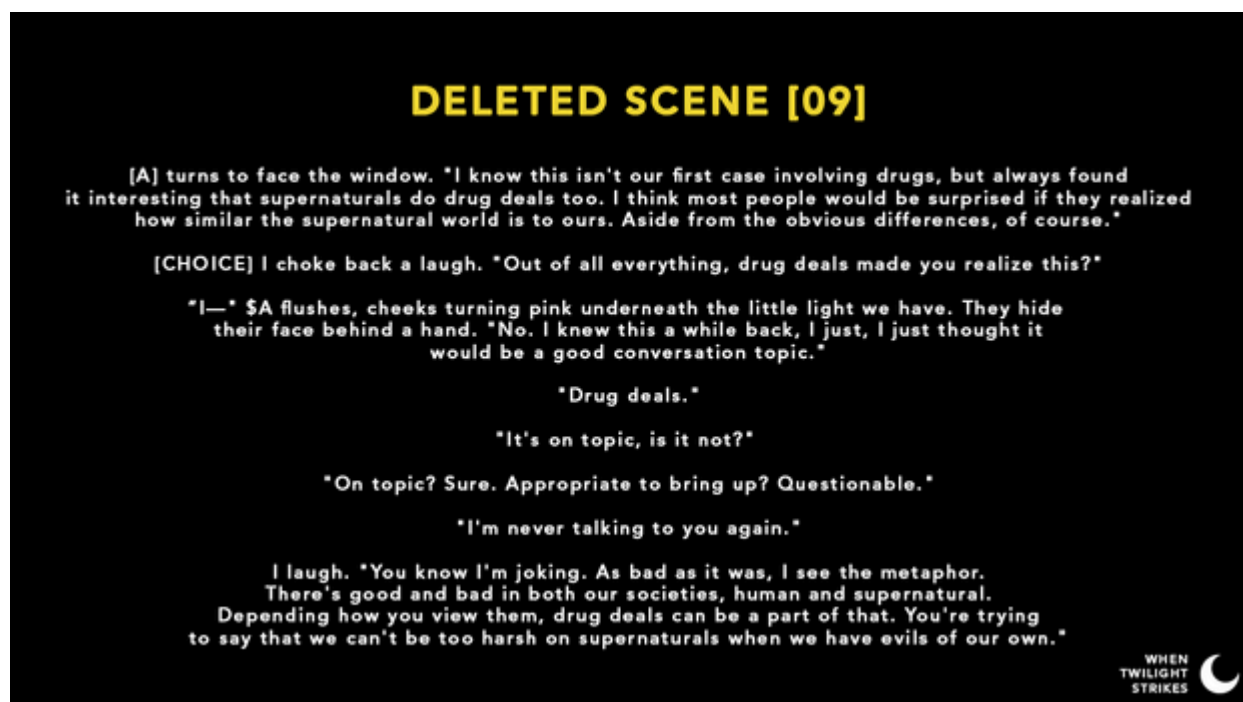 DELETED SCENE [09]
[A] turns to face the window. "I know this isn't our first case involving drugs, but always found
it interesting that supernaturals do drug deals too. I think most people would be surprised if they realized
how similar the supernatural world is to ours. Aside from the obvious differences, of course."
[CHOICE] I choke back a laugh. "Out of all everything, drug deals made you realize this?"
"I—" $A flushes, cheeks turning pink underneath the little light we have. They hide
their face behind a hand. "No. I knew this a while back, I just, I just thought it
would be a good conversation topic."
"Drug deals."
"It's on topic, is it not?"
"On topic? Sure. Appropriate to bring up? Questionable."
"I'm never talking to you again."
I laugh. "You know I'm joking. As bad as it was, I see the metaphor.
There's good and bad in both our societies, human and supernatural.
Depending how you view them, drug deals can be a part of that. You're trying
to say that we can't be too harsh on supernaturals when we have evils of our own."
WHEN
TWILIGHT
STRIKES